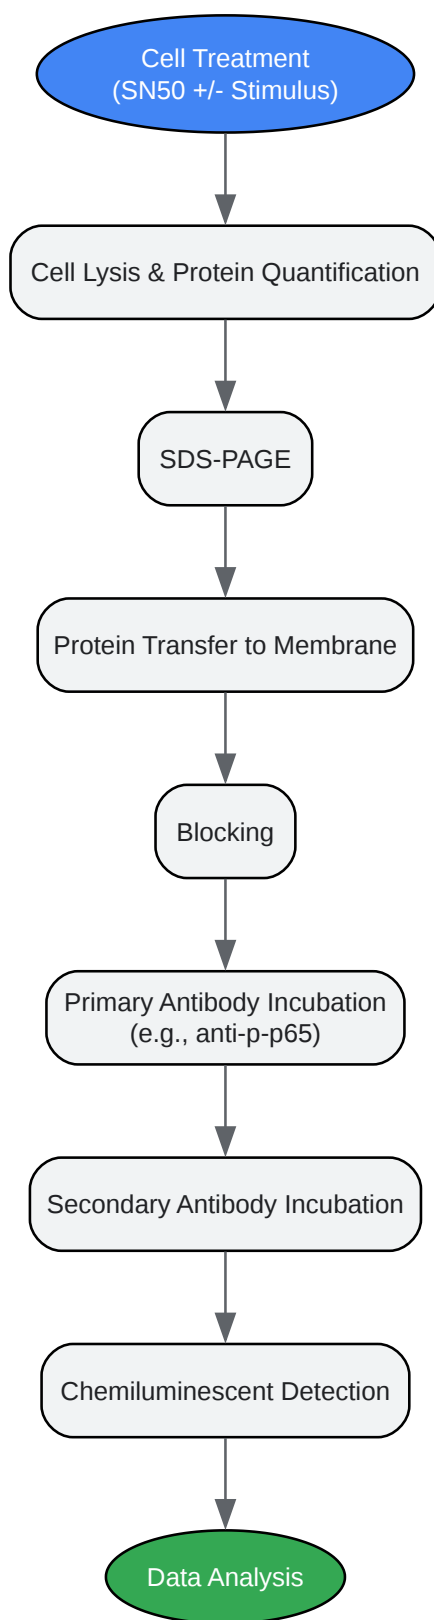 Cell Treatment
(SN50 +/- Stimulus)
Cell Lysis & Protein Quantification
SDS-PAGE
Protein Transfer to Membrane
Blocking
Primary Antibody Incubation
(e.g., anti-p-p65)
Secondary Antibody Incubation
Chemiluminescent Detection
Data Analysis